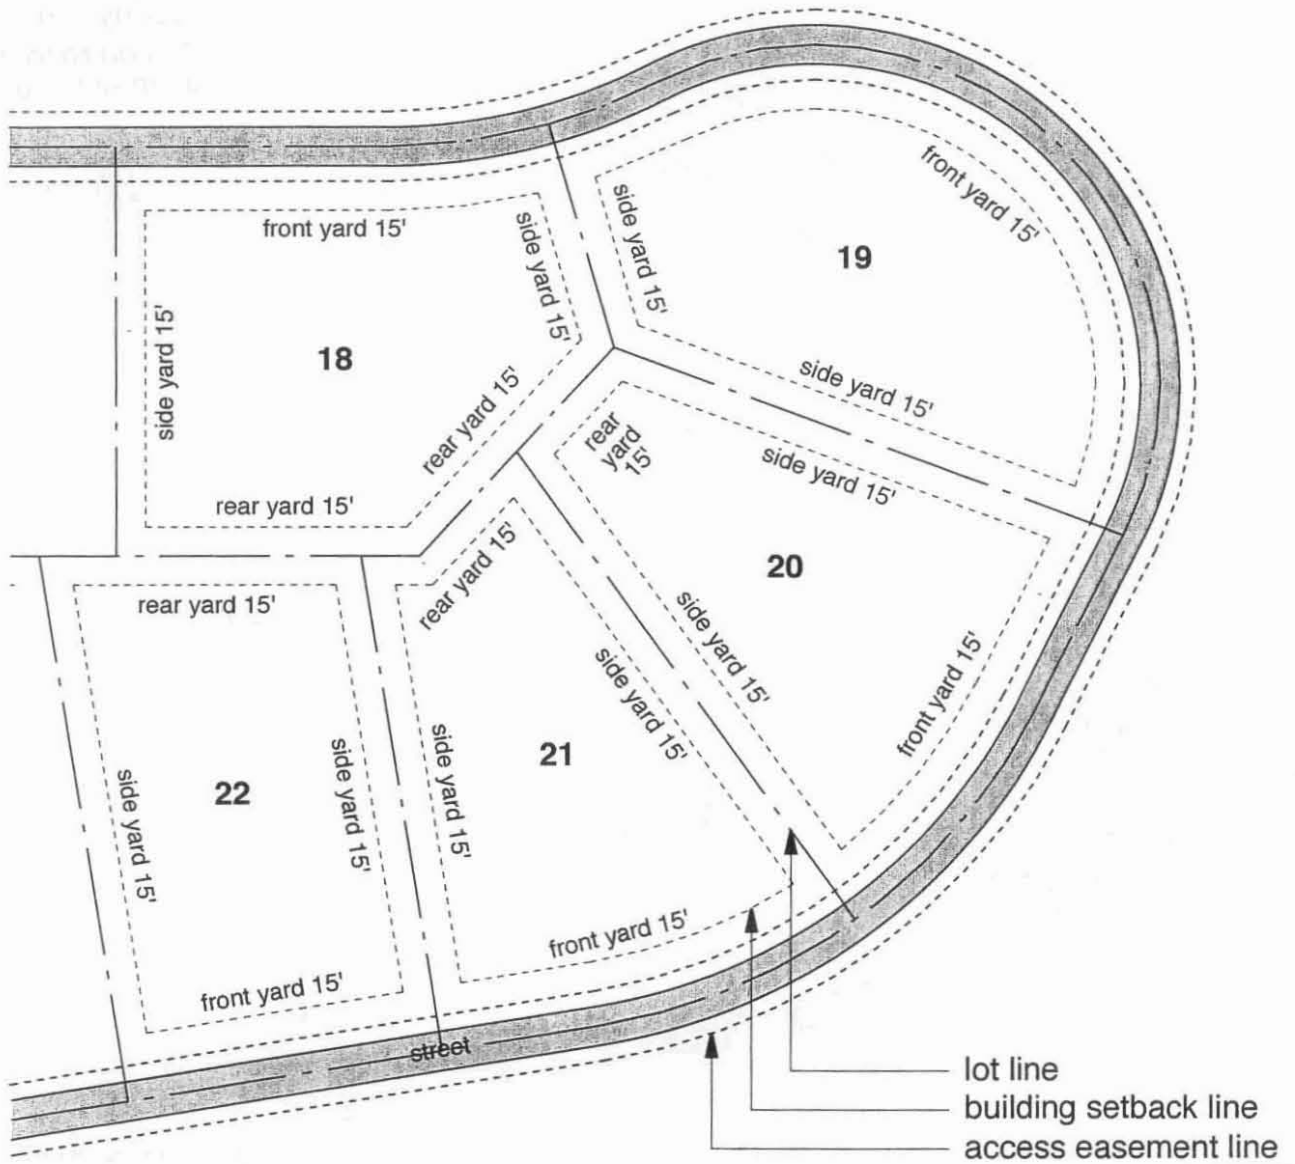 front yard 15'
side yard 15'
side yard 15'
18
side yard 15'
rear yard 15'
rear yard 15'
front yard 15'
side yard 15'
19
side yard 15'
rear
yard
15'
side yard 15'
20
side yard 15'
front yard 15'
rear yard 15'
side yard 15'
22
side yard 15'
front yard 15'
rear yard 15'
side yard 15'
21
side yard 15'
front yard 15'
street
lot line
building setback line
access easement line